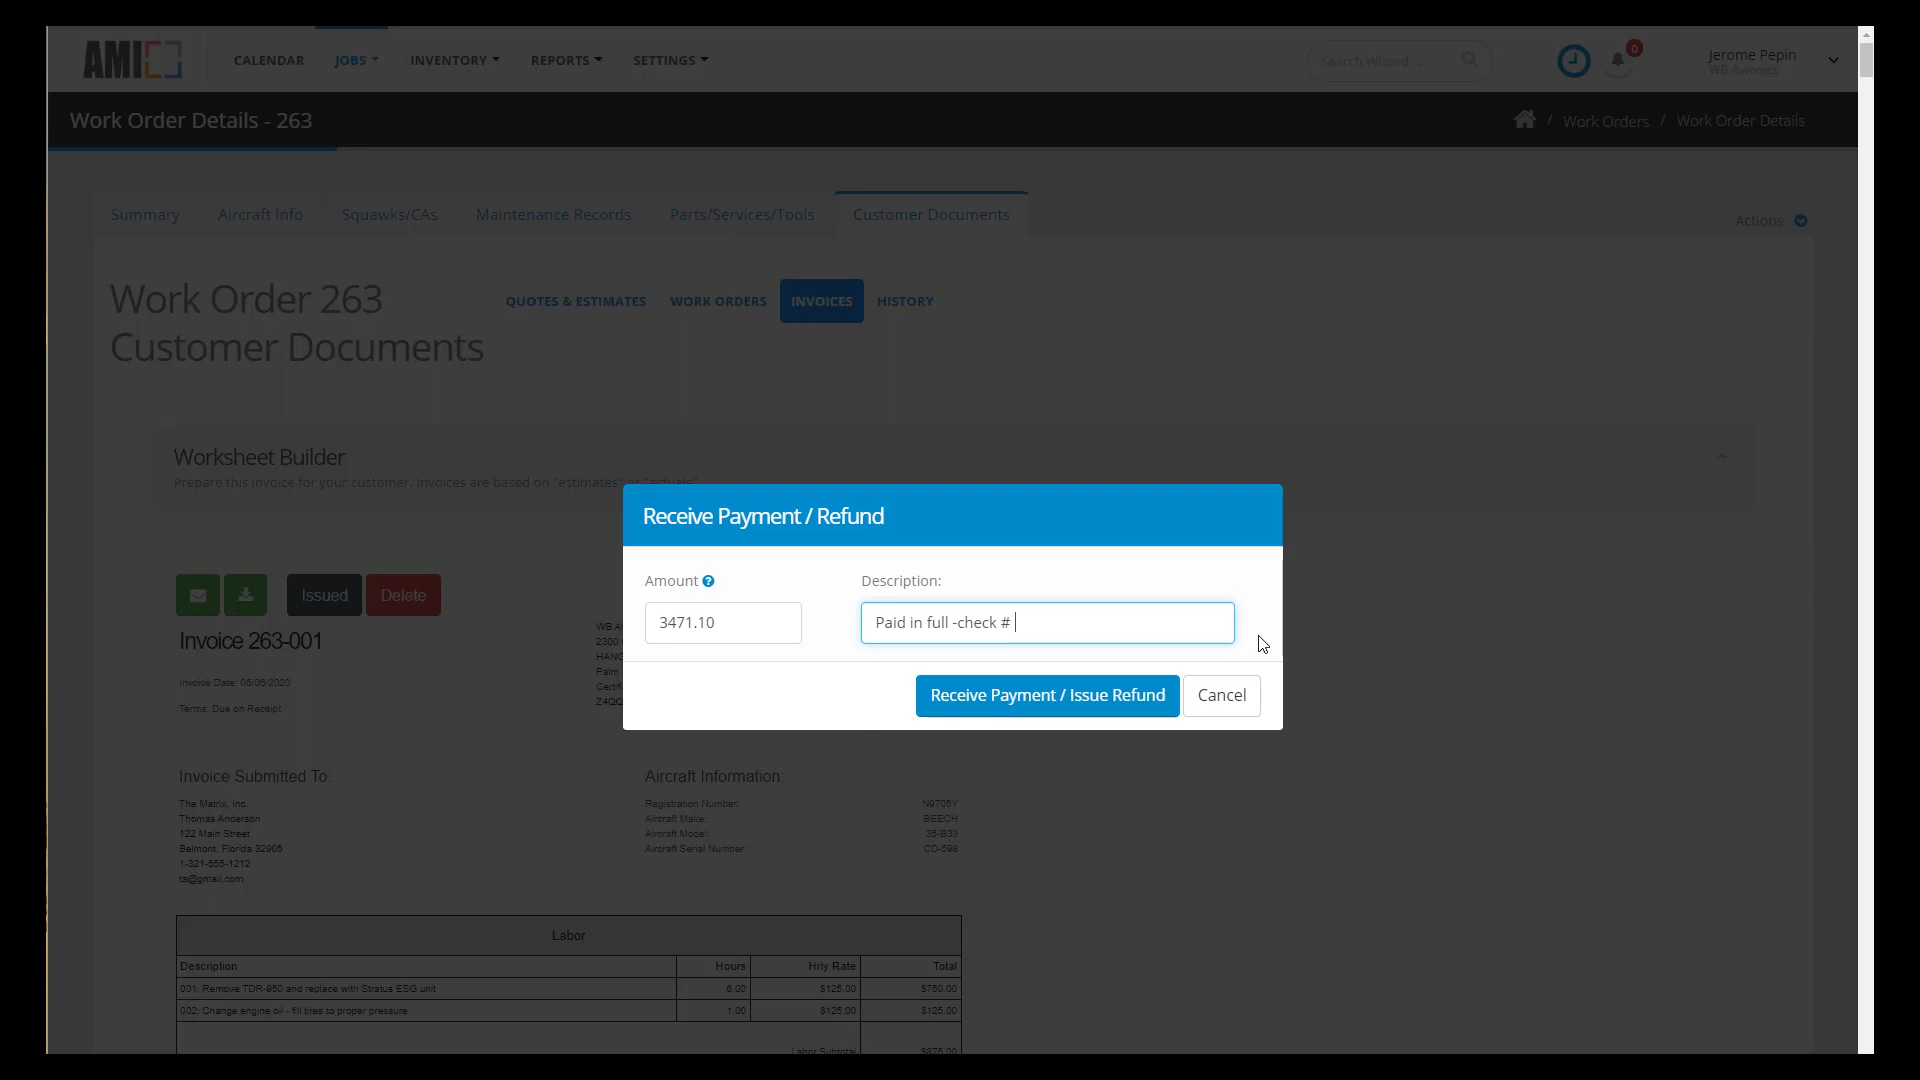 AMI
CALENDAR
JOBS
INVENTORY
REPORTS
SETTINGS
Search Wizard ...
0
Jerome Pepin
WB Avionics
Work Order Details - 263
/ Work Orders / Work Order Details
Summary
Aircraft Info
Squawks/CAs
Maintenance Records
Parts/Services/Tools
Customer Documents
Actions
Work Order 263
Customer Documents
QUOTES & ESTIMATES
WORK ORDERS
INVOICES
HISTORY
Worksheet Builder
Prepare this invoice for your customer. Invoices are based on "estimates" or "actuals".
Receive Payment / Refund
Amount ?
Description:
3471.10
Paid in full -check #
Receive Payment / Issue Refund
Cancel
Issued
Delete
Invoice 263-001
Invoice Date: 05/06/2020
Terms: Due on Receipt
WB
2300
HANG
Palm
Certifi
Z4QQ
Invoice Submitted To:
The Matrix, Inc.
Thomas Anderson
122 Main Street
Belmont, Florida 32905
1-321-555-1212
ta@gmail.com
Aircraft Information:
Registration Number: N9705Y
Aircraft Make: BEECH
Aircraft Model: 35-B33
Aircraft Serial Number: CD-598
Labor
Description Hours Hrly Rate Total
001: Remove TDR-950 and replace with Stratus ESG unit 6.00 $125.00 $750.00
002: Change engine oil - fill tires to proper pressure 1.00 $125.00 $125.00
Labor Subtotal $875.00